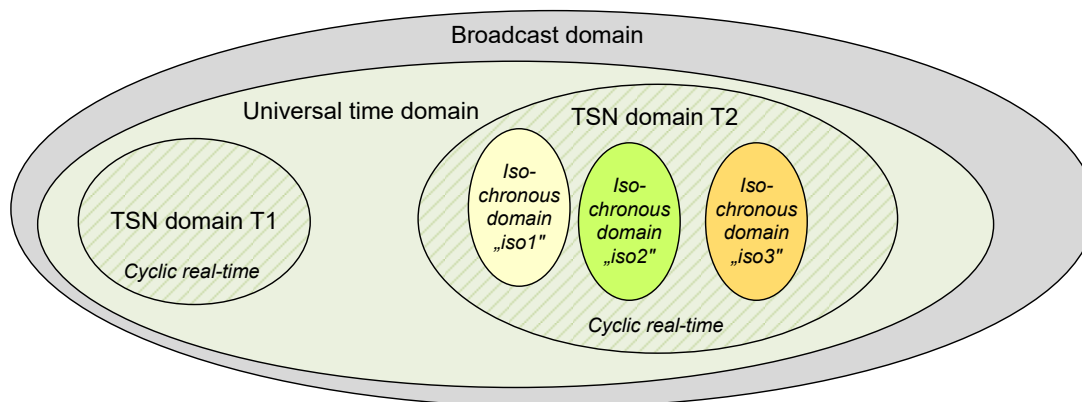 Broadcast domain
Universal time domain
TSN domain T2
TSN domain T1
Cyclic real-time
Iso-
chronous
domain
„iso1"
Iso-
chronous
domain
„iso2"
Iso-
chronous
domain
„iso3"
Cyclic real-time